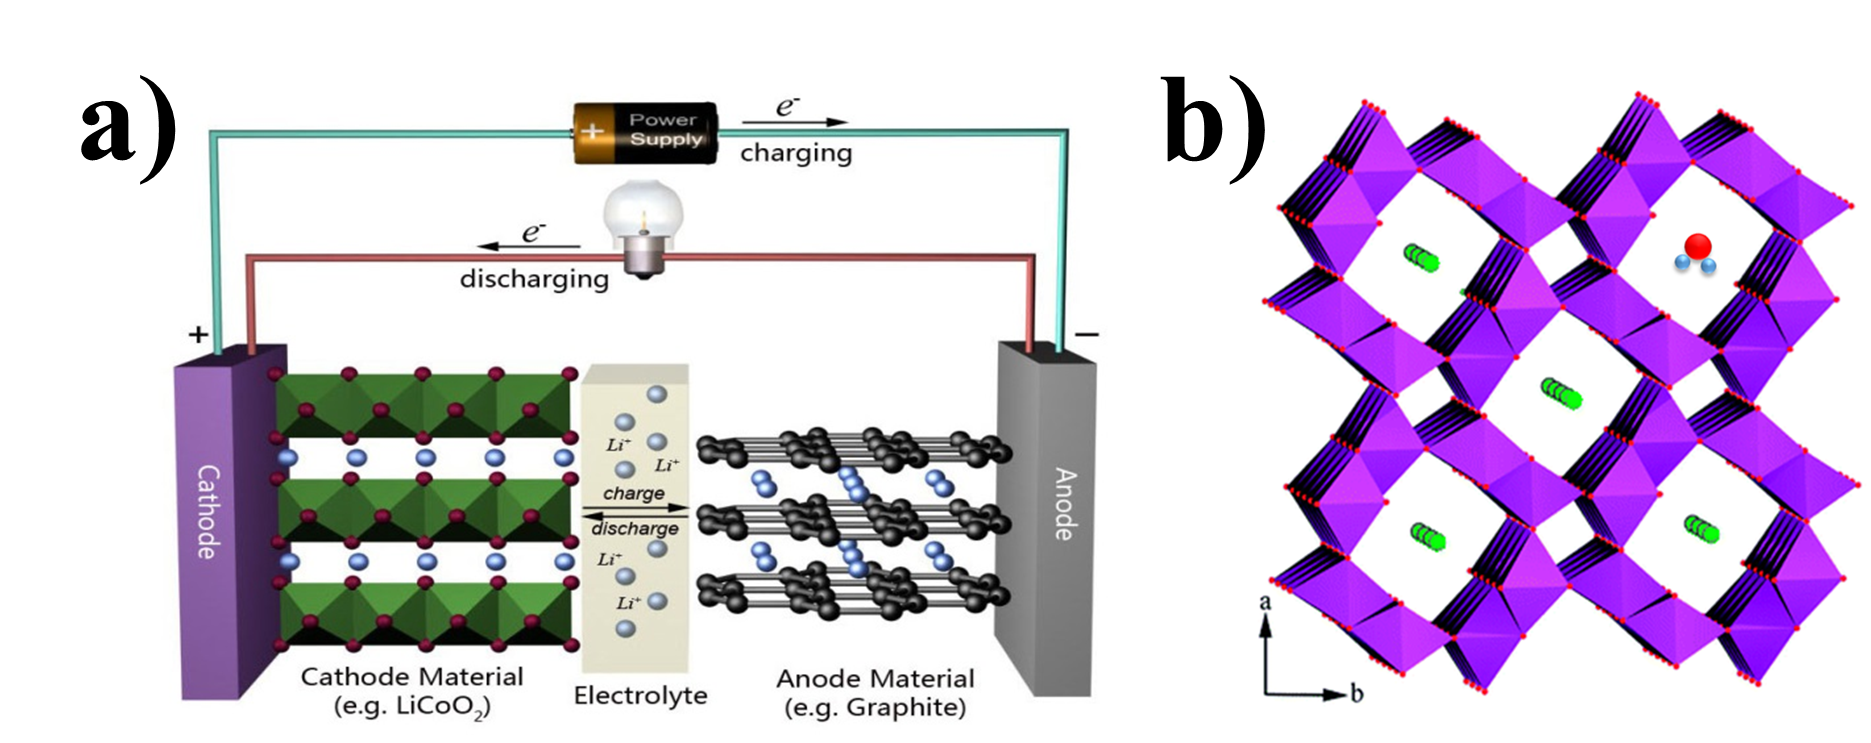 a)
b)
+
Power
Supply
e-
charging
e-
discharging
+
−
Cathode
Li+
Li+
charge
discharge
Li+
Li+
Anode
Cathode Material
(e.g. LiCoO2)
Electrolyte
Anode Material
(e.g. Graphite)
a
b